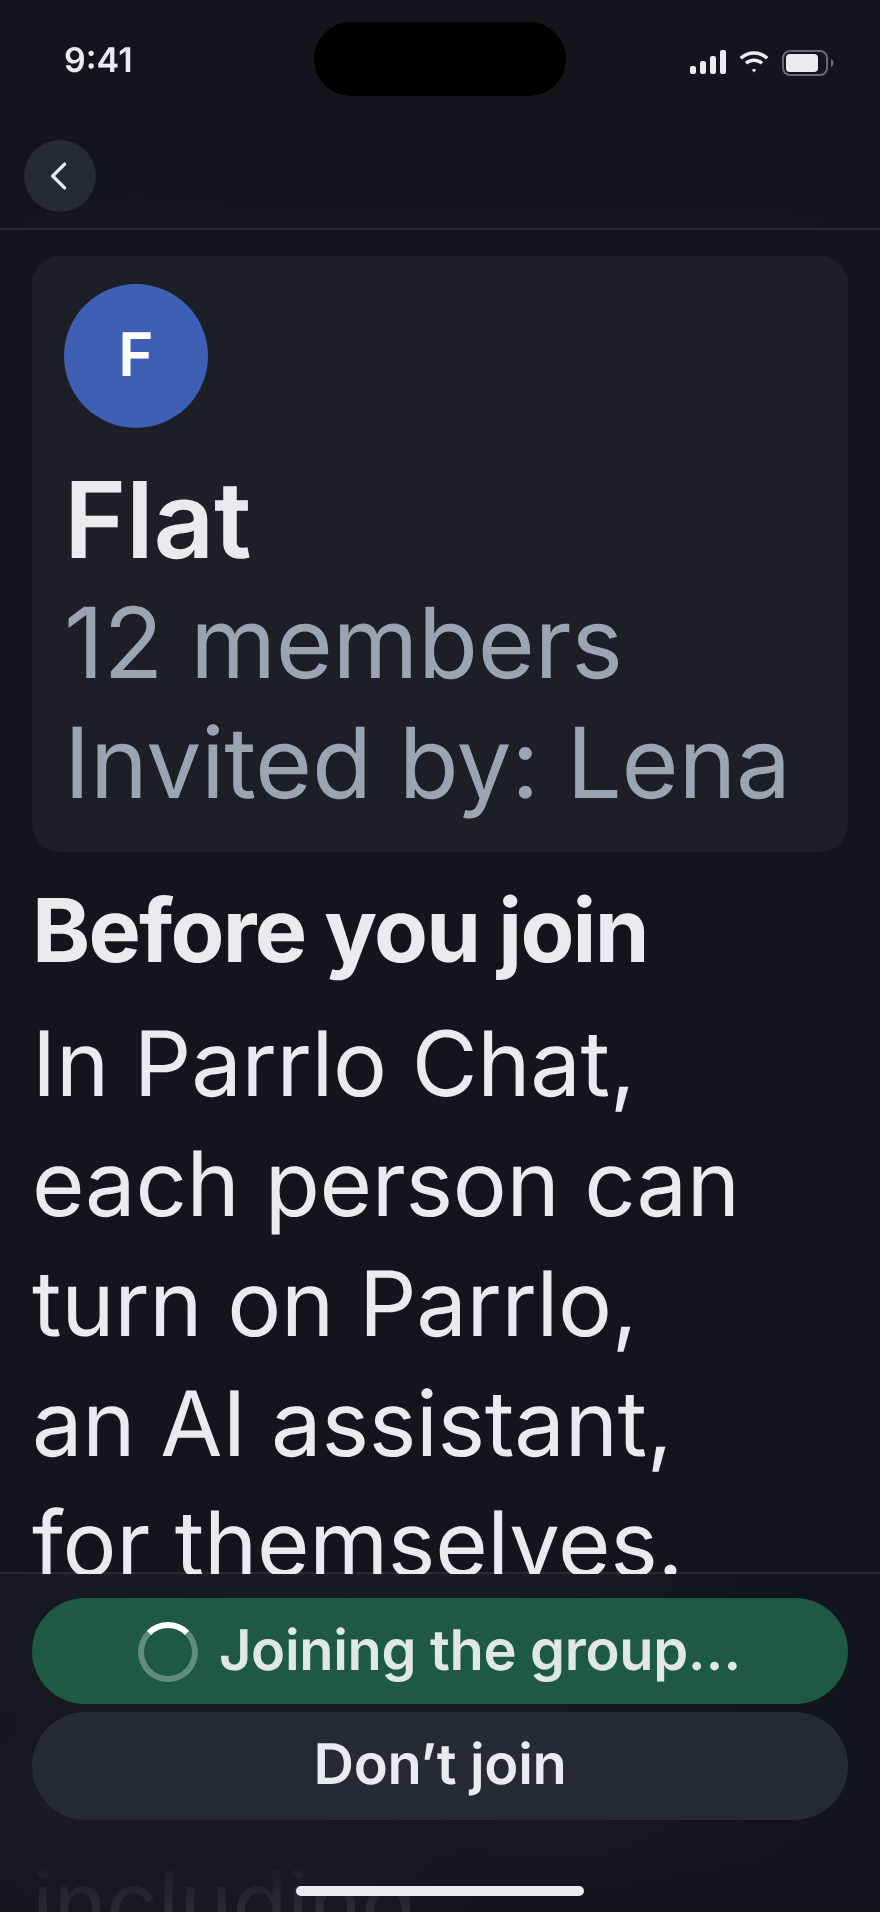 9:41
F
Flat
12 members
Invited by: Lena
Before you join
In Parrlo Chat,
each person can
turn on Parrlo,
an AI assistant,
for themselves.
Joining the group…
Don’t join
including